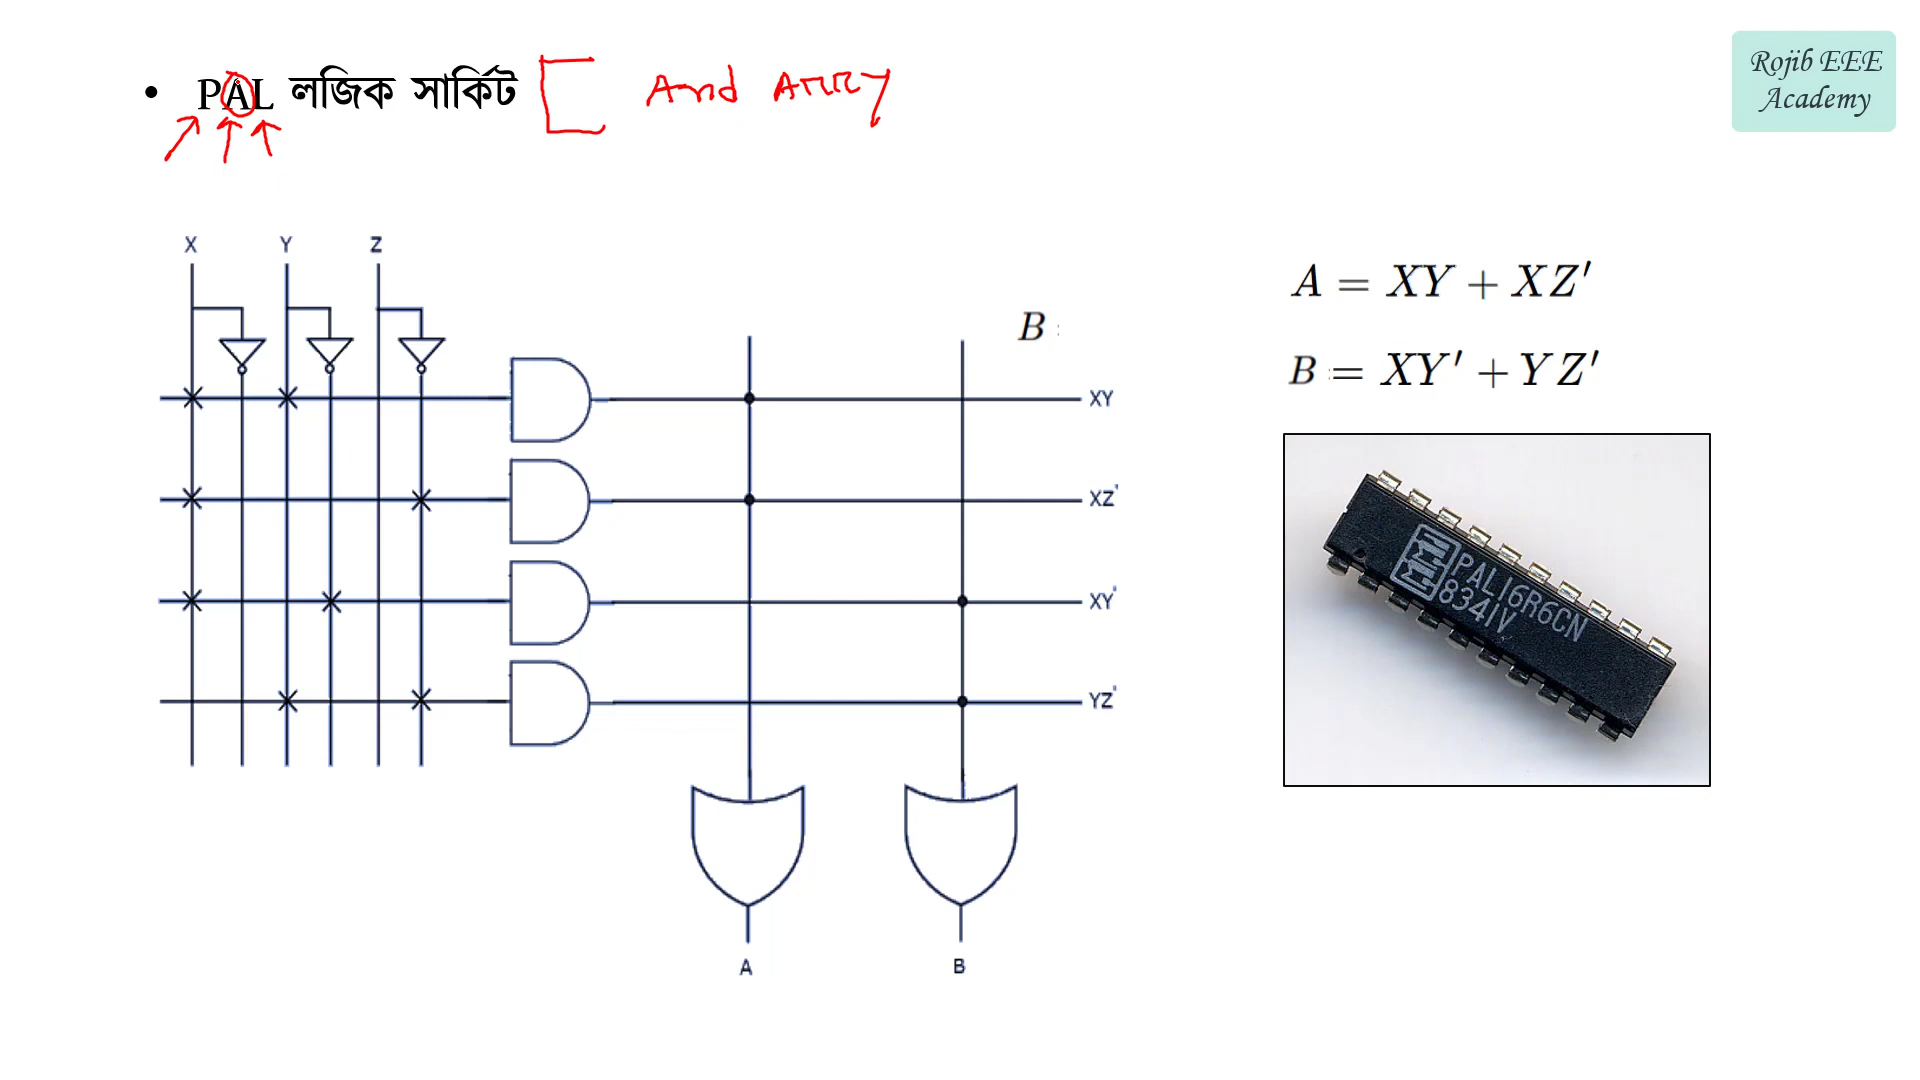 • PAL লজিক সার্কিট [ And Array
Rojib EEE
Academy
X Y Z
B :
A = XY + XZ'
B := XY' + YZ'
XY
XZ'
XY'
YZ'
PAL16R6CN
8341V
A B